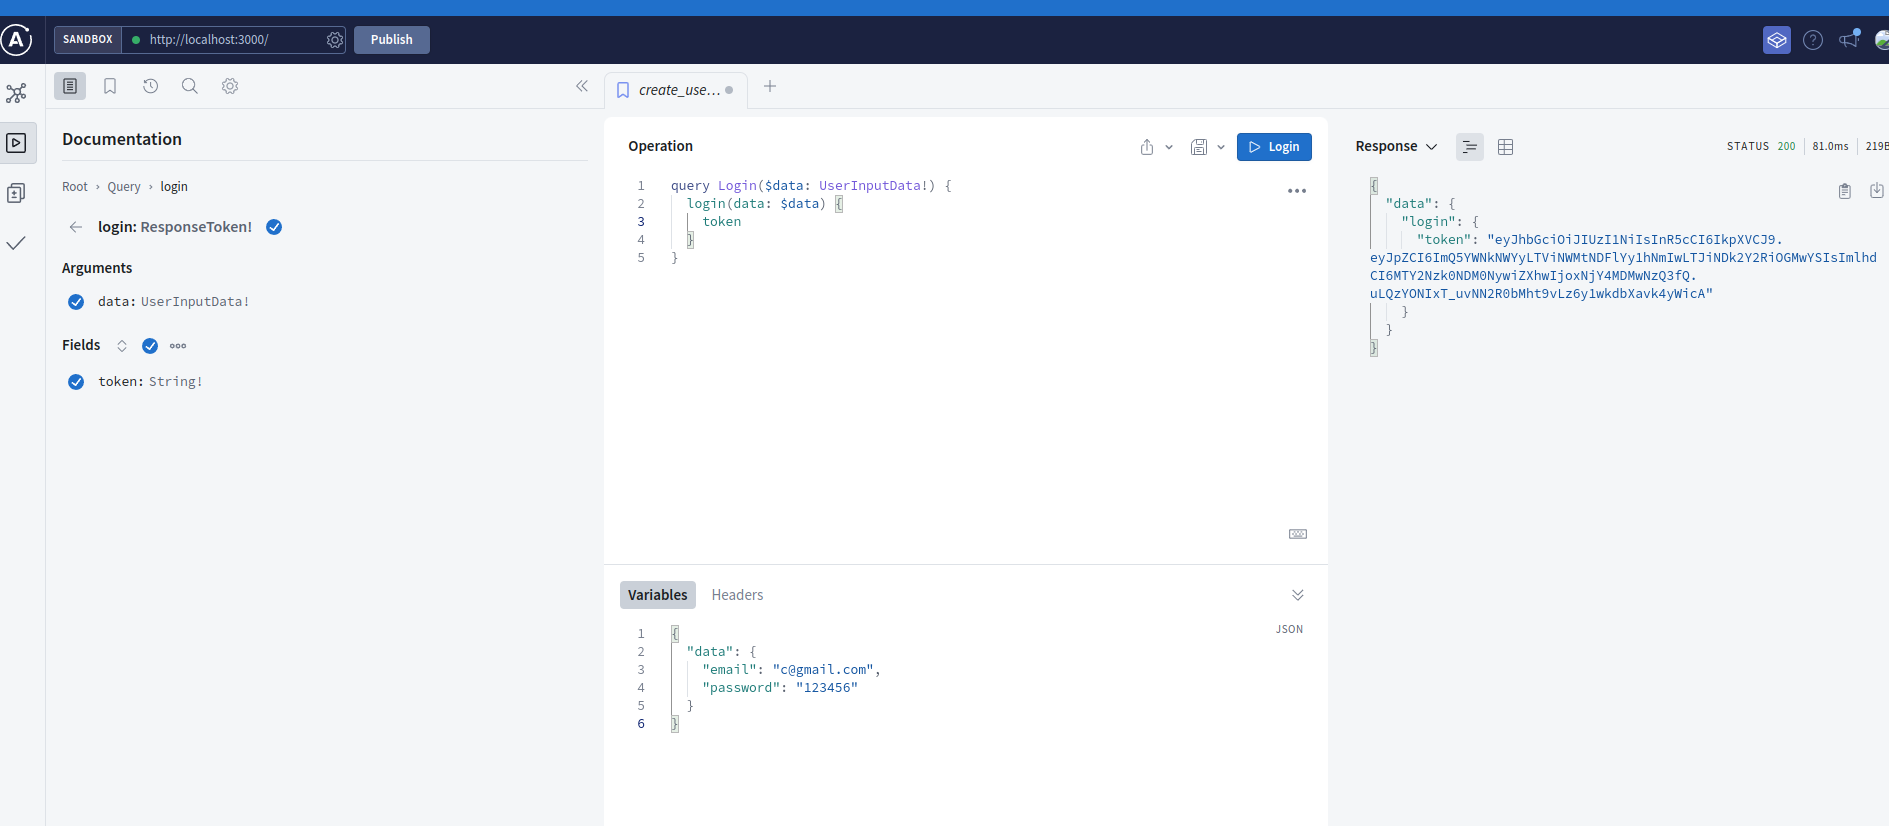 SANDBOX
http://localhost:3000/
Publish
create_use...
Documentation
Root › Query › login
login: ResponseToken!
Arguments
data: UserInputData!
Fields
token: String!
Operation
Login
1 query Login($data: UserInputData!) {
2 login(data: $data) {
3 token
4 }
5 }
Variables
Headers
JSON
1 {
2 "data": {
3 "email": "c@gmail.com",
4 "password": "123456"
5 }
6 }
Response
STATUS 200
81.0ms
219B
{
"data": {
"login": {
"token": "eyJhbGciOiJIUzI1NiIsInR5cCI6IkpXVCJ9.
eyJpZCI6ImQ5YWNkNWYyLTViNWMtNDFlYy1hNmIwLTJiNDk2Y2RiOGMwYSIsImlhd
CI6MTY2Nzk0NDM0NywiZXhwIjoxNjY4MDMwNzQ3fQ.
uLQzYONIxT_uvNN2R0bMht9vLz6y1wkdbXavk4yWicA"
}
}
}